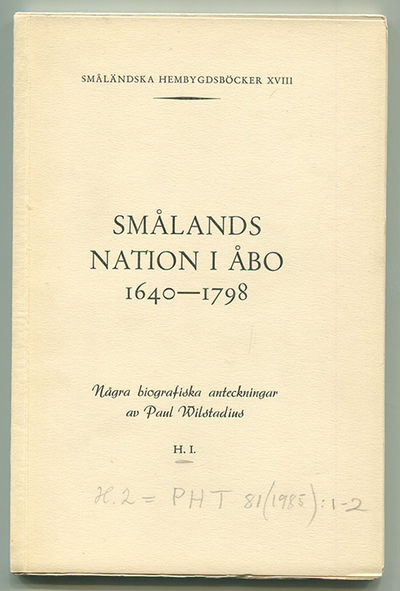 SMÅLÄNDSKA HEMBYGDSBÖCKER XVIII
SMÅLANDS
NATION I ÅBO
1640—1798
Några biografiska anteckningar
av Paul Wilstadius
H. I.
H.2 = PHT 81(1985):1-2